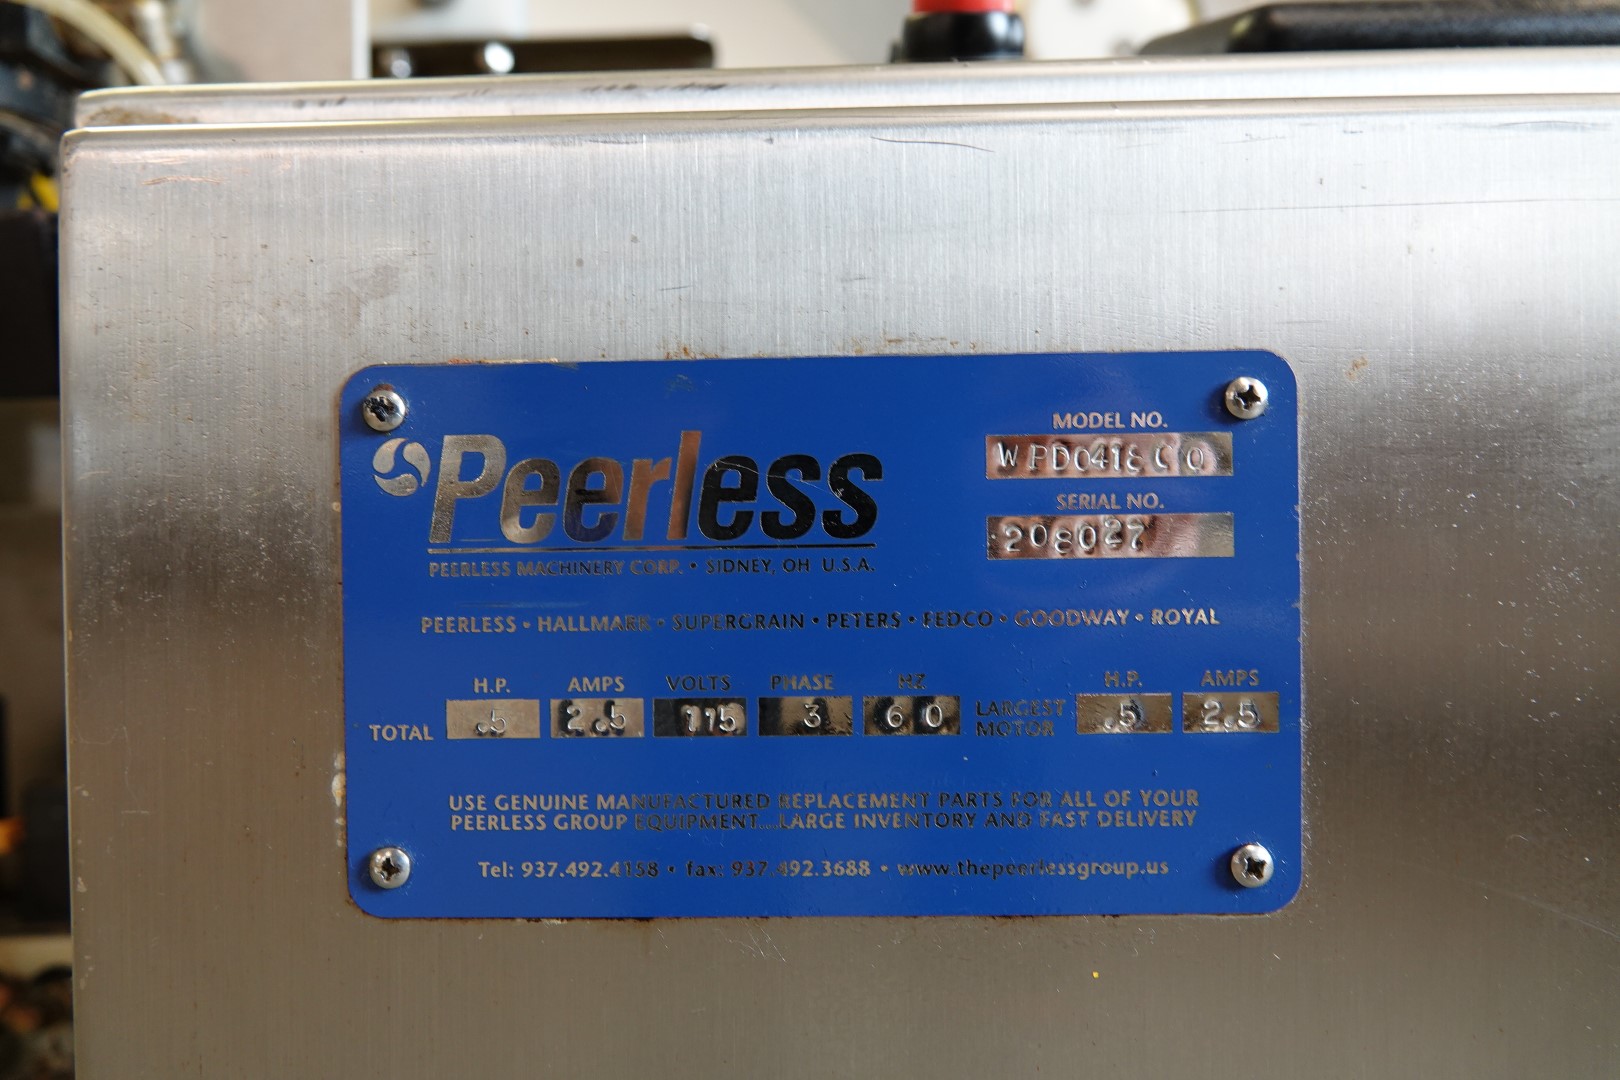 Peerless
PEERLESS MACHINERY CORP. • SIDNEY, OH U.S.A.
MODEL NO.
WPD0418C0
SERIAL NO.
208027
PEERLESS • HALLMARK • SUPERGRAIN • PETERS • FEDCO • GOODWAY • ROYAL
H.P. AMPS VOLTS PHASE HZ H.P. AMPS
TOTAL .5 2.5 115 3 60 LARGEST MOTOR .5 2.5
USE GENUINE MANUFACTURED REPLACEMENT PARTS FOR ALL OF YOUR
PEERLESS GROUP EQUIPMENT....LARGE INVENTORY AND FAST DELIVERY
Tel: 937.492.4158 • fax: 937.492.3688 • www.thepeerlessgroup.us